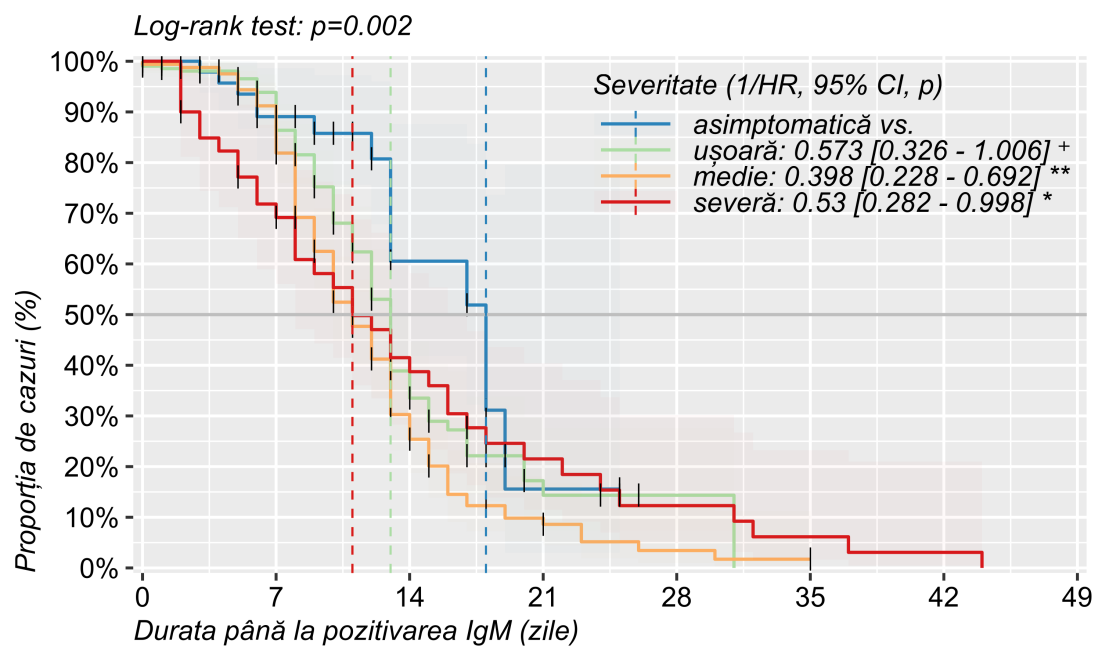 Log-rank test: p=0.002
Severitate (1/HR, 95% CI, p)
asimptomatică vs.
ușoară: 0.573 [0.326 - 1.006] +
medie: 0.398 [0.228 - 0.692] **
severă: 0.53 [0.282 - 0.998] *
Proporția de cazuri (%)
100%
90%
80%
70%
60%
50%
40%
30%
20%
10%
0%
0 7 14 21 28 35 42 49
Durata până la pozitivarea IgM (zile)